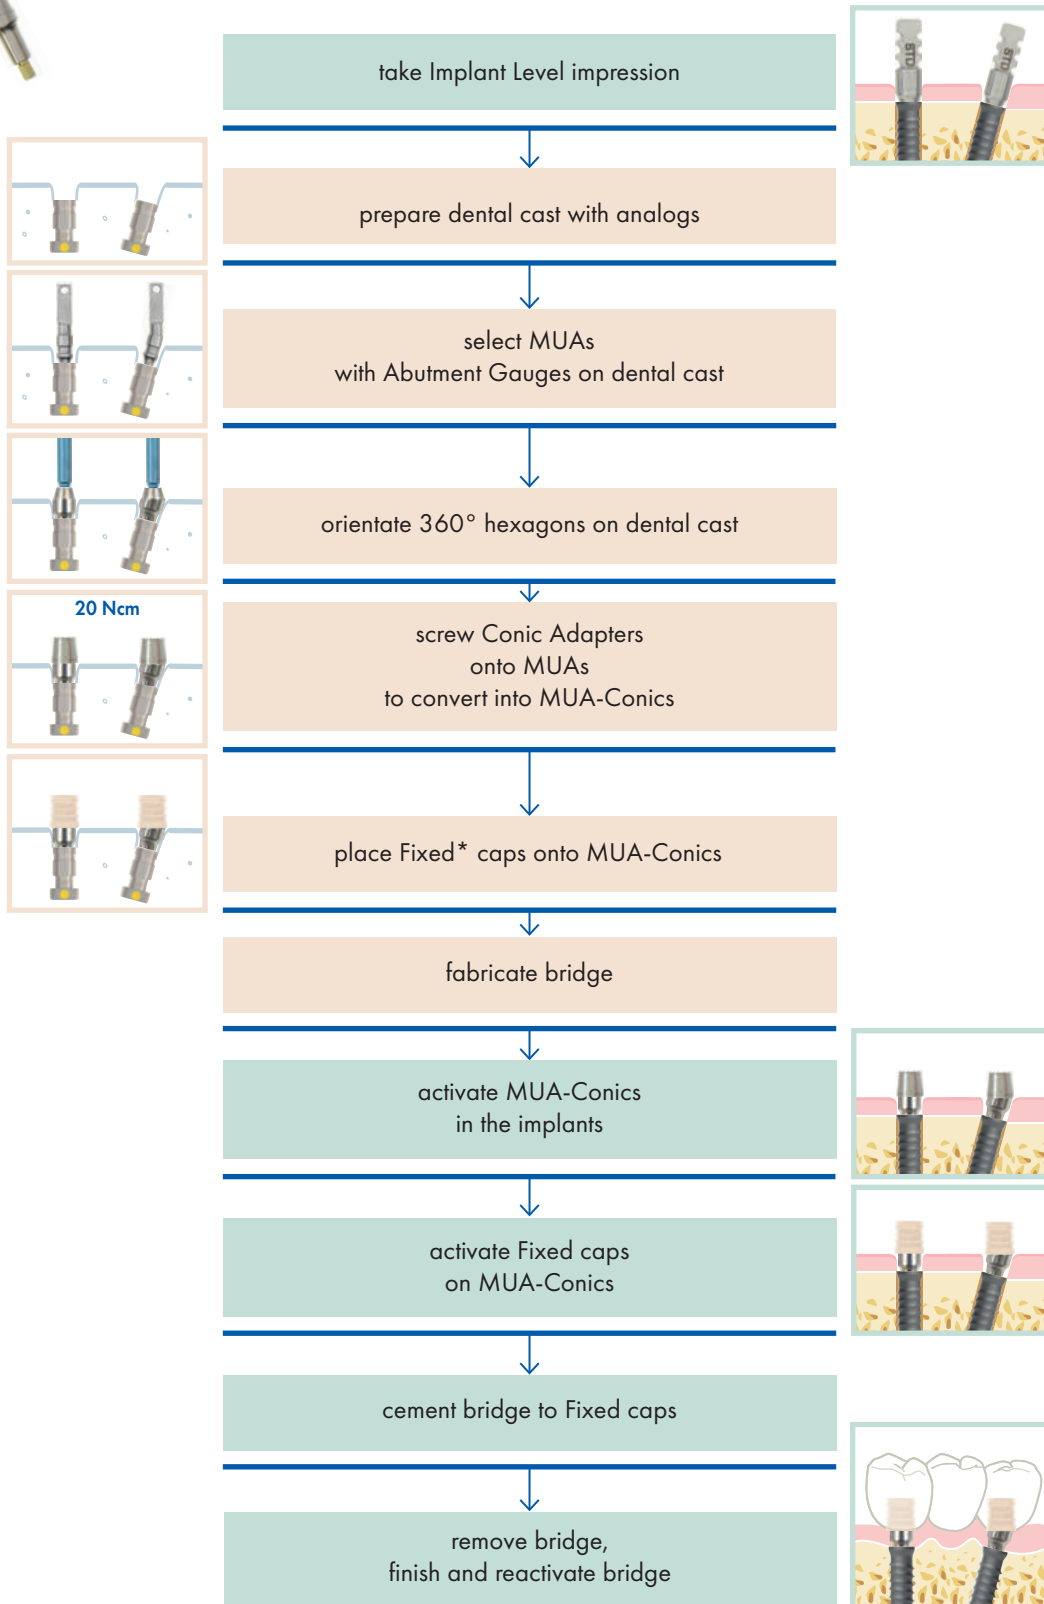 take Implant Level impression
prepare dental cast with analogs
select MUAs
with Abutment Gauges on dental cast
orientate 360° hexagons on dental cast
20 Ncm
screw Conic Adapters
onto MUAs
to convert into MUA-Conics
place Fixed* caps onto MUA-Conics
fabricate bridge
activate MUA-Conics
in the implants
activate Fixed caps
on MUA-Conics
cement bridge to Fixed caps
remove bridge,
finish and reactivate bridge
STD
STD